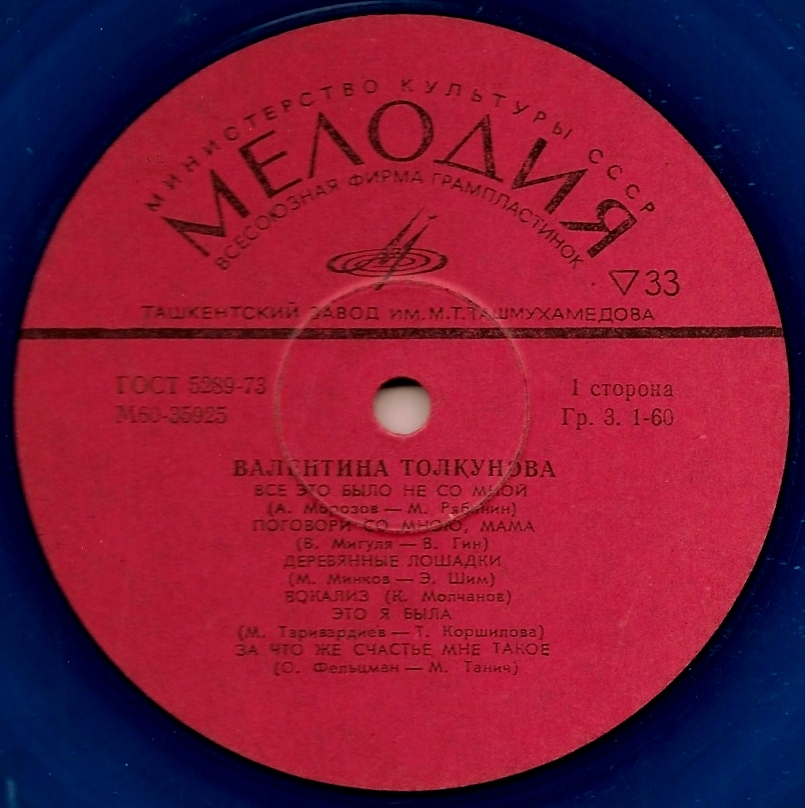 МИНИСТЕРСТВО КУЛЬТУРЫ СССР
МЕЛОДИЯ
ВСЕСОЮЗНАЯ ФИРМА ГРАМПЛАСТИНОК
▽33
ТАШКЕНТСКИЙ ЗАВОД ИМ. М.Т.ТАШМУХАМЕДОВА
ГОСТ 5289-73
1 сторона
М60-35925
Гр. 3. 1-60
ВАЛЕНТИНА ТОЛКУНОВА
ВСЕ ЭТО БЫЛО НЕ СО МНОЙ
(А. Морозов — М. Рябинин)
ПОГОВОРИ СО МНОЮ, МАМА
(В. Мигуля — В. Гин)
ДЕРЕВЯННЫЕ ЛОШАДКИ
(М. Минков — Э. Шим)
ВОКАЛИЗ (К. Молчанов)
ЭТО Я БЫЛА
(М. Таривердиев — Т. Коршилова)
ЗА ЧТО ЖЕ СЧАСТЬЕ МНЕ ТАКОЕ
(О. Фельцман — М. Танич)